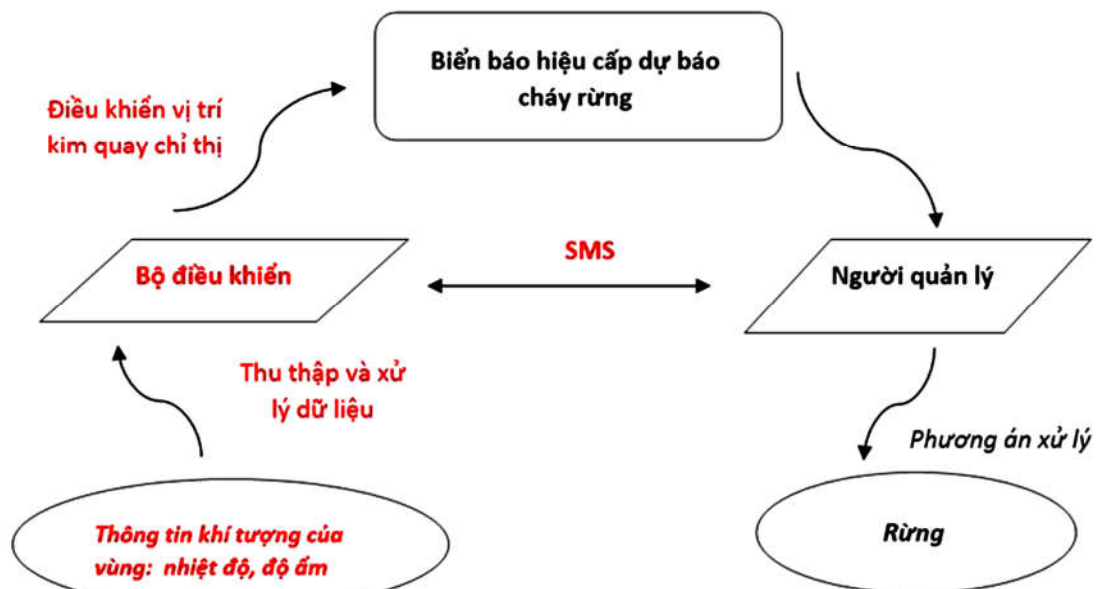 Biển báo hiệu cấp dự báo
cháy rừng
Điều khiển vị trí
kim quay chỉ thị
Bộ điều khiển
SMS
Người quản lý
Thu thập và xử
lý dữ liệu
Phương án xử lý
Thông tin khí tượng của
vùng: nhiệt độ, độ ẩm
Rừng